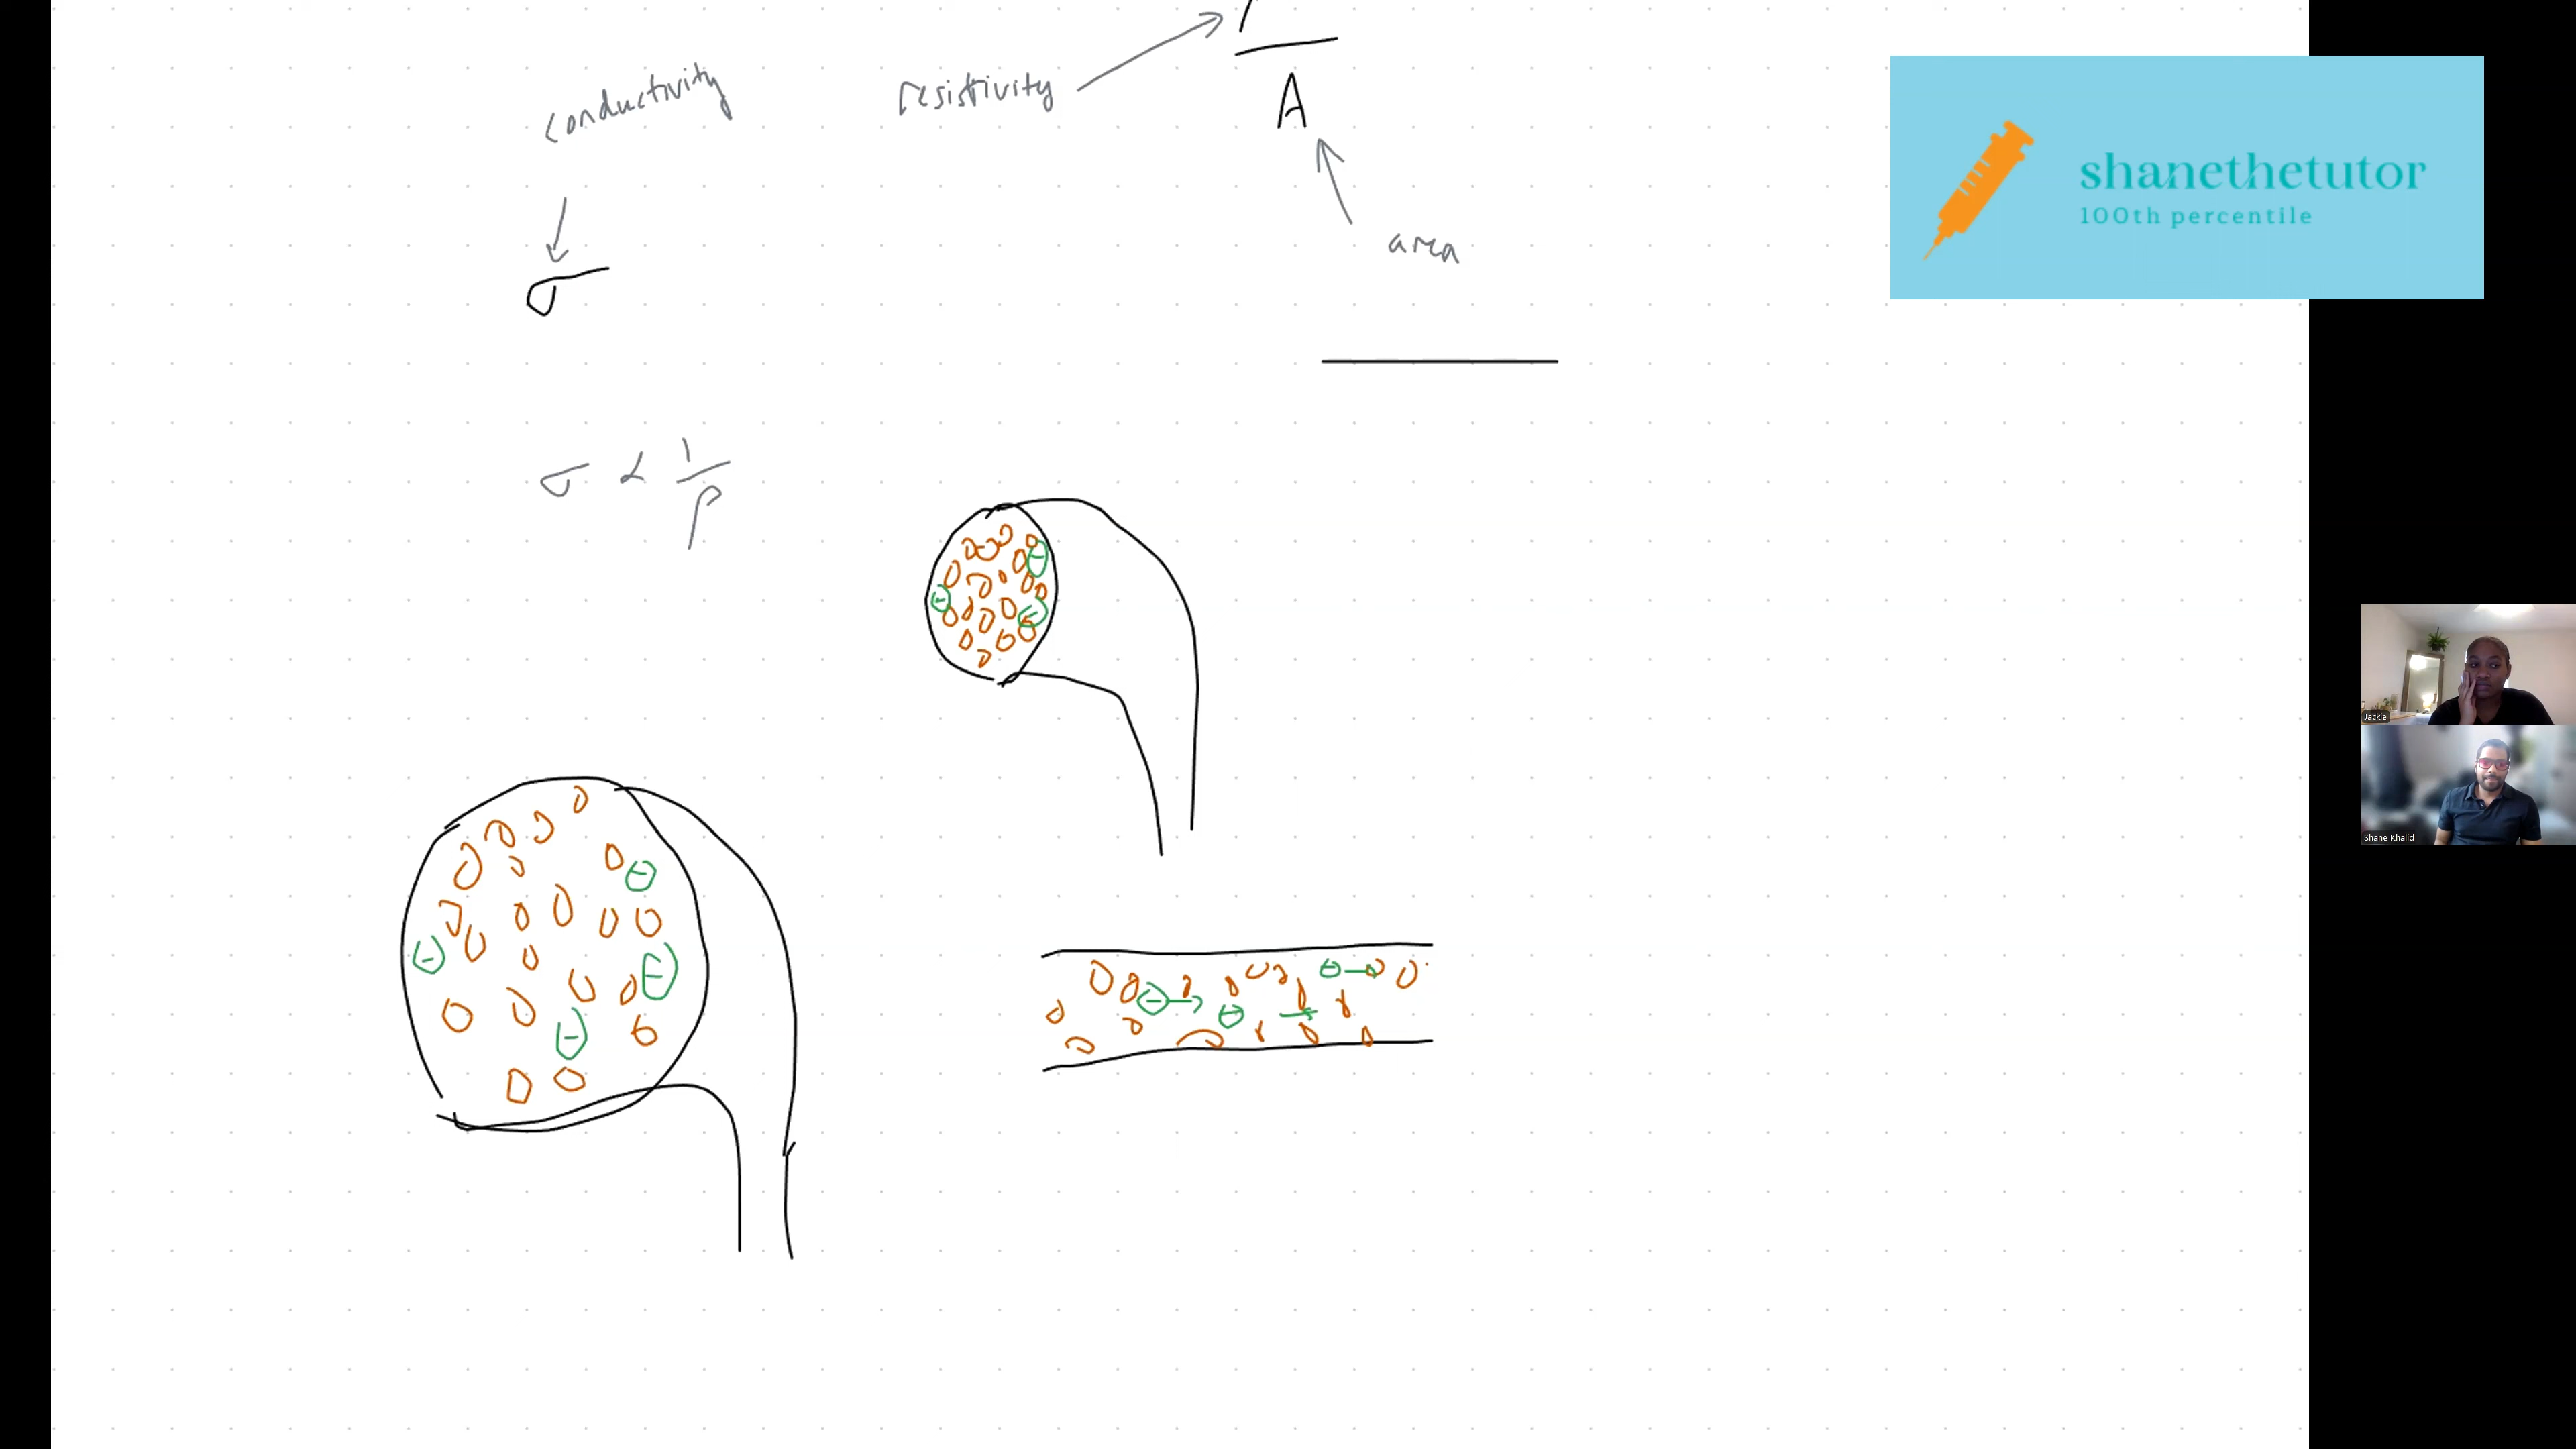 conductivity
resistivity
A
area
σ
σ ∝ 1/ρ
shanethetutor
100th percentile
Jackie
Shane Khalid